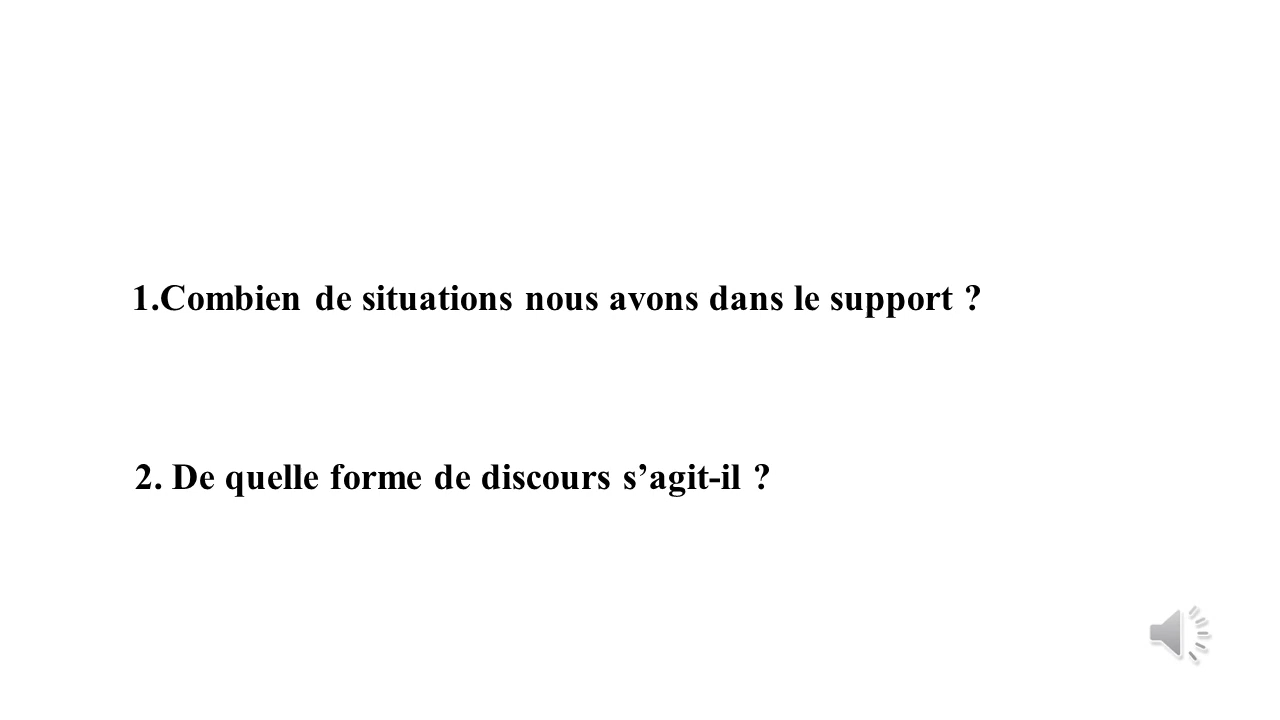 1.Combien de situations nous avons dans le support ?
2. De quelle forme de discours s’agit-il ?